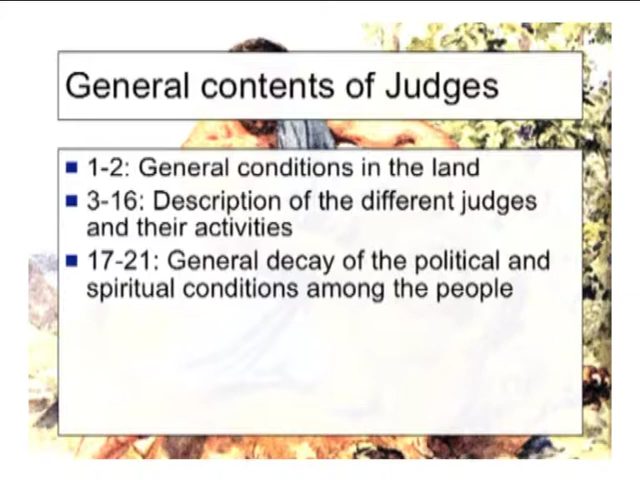 General contents of Judges
1-2: General conditions in the land
3-16: Description of the different judges
and their activities
17-21: General decay of the political and
spiritual conditions among the people